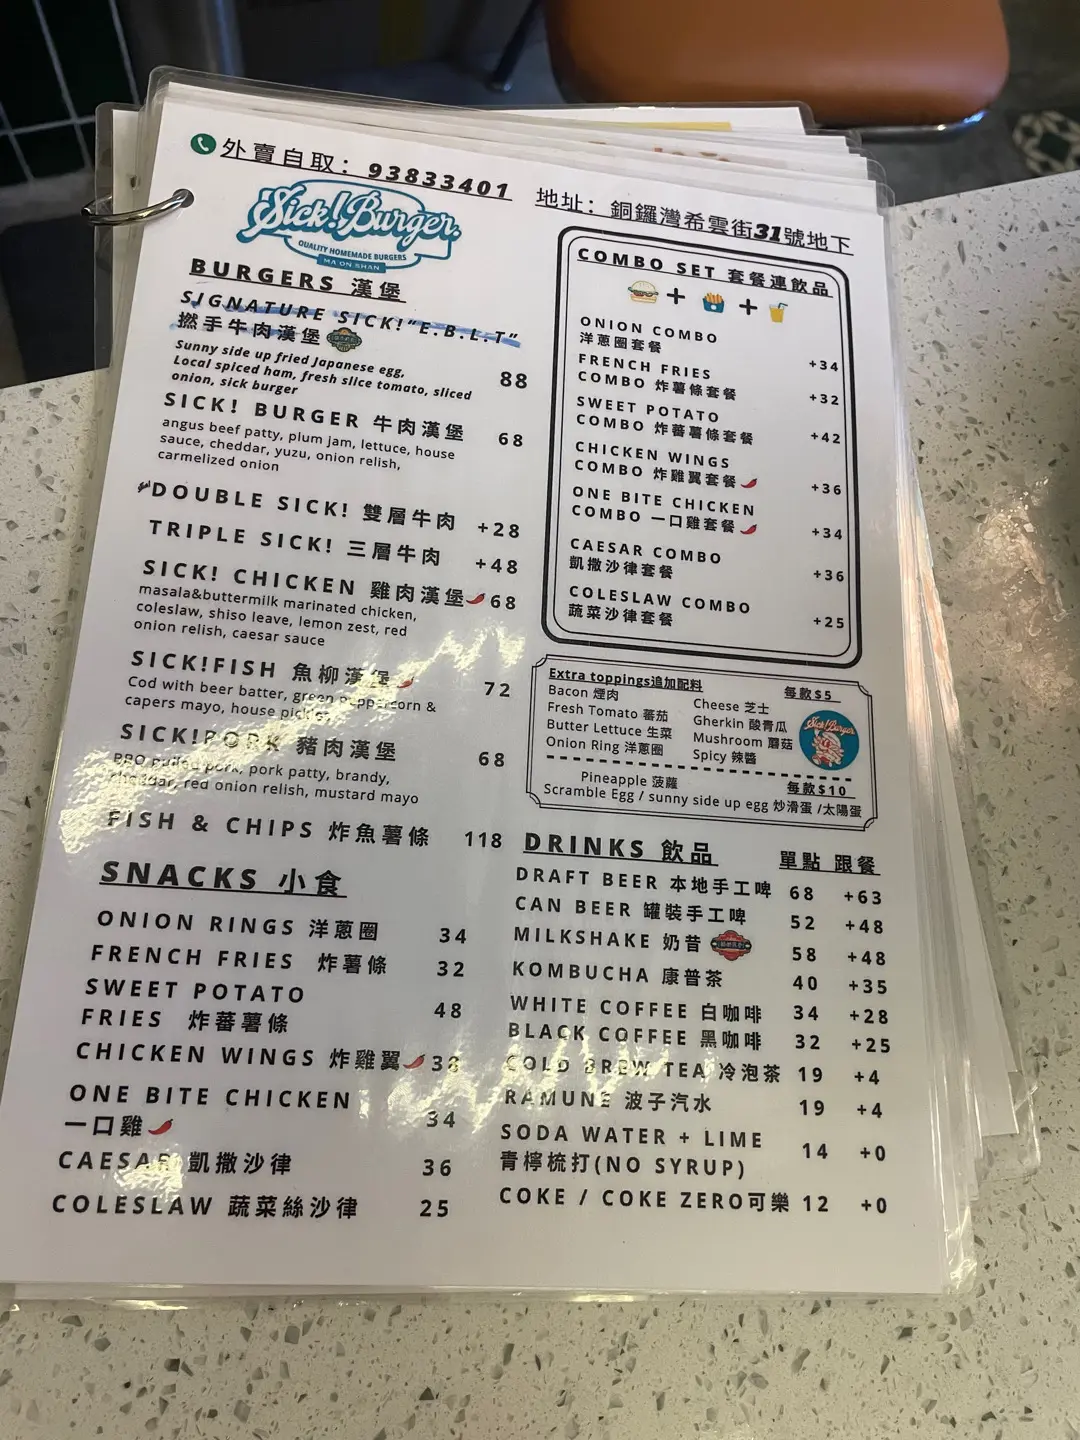 外賣自取：93833401 地址：銅鑼灣希雲街31號地下
Sick! Burger.
QUALITY HOMEMADE BURGERS
MA ON SHAN
BURGERS 漢堡
SIGNATURE SICK!"E.B.L.T"
撚手牛肉漢堡
Sunny side up fried Japanese egg,
Local spiced ham, fresh slice tomato, sliced
onion, sick burger
88
SICK! BURGER 牛肉漢堡 68
angus beef patty, plum jam, lettuce, house
sauce, cheddar, yuzu, onion relish,
carmelized onion
DOUBLE SICK! 雙層牛肉 +28
TRIPLE SICK! 三層牛肉 +48
SICK! CHICKEN 雞肉漢堡 68
masala&buttermilk marinated chicken,
coleslaw, shiso leave, lemon zest, red
onion relish, caesar sauce
SICK!FISH 魚柳漢堡 72
Cod with beer batter, green peppercorn &
capers mayo, house pickles
SICK!PORK 豬肉漢堡 68
BBQ pulled pork, pork patty, brandy,
cheddar, red onion relish, mustard mayo
FISH & CHIPS 炸魚薯條 118
SNACKS 小食
ONION RINGS 洋蔥圈 34
FRENCH FRIES 炸薯條 32
SWEET POTATO
FRIES 炸蕃薯條 48
CHICKEN WINGS 炸雞翼 38
ONE BITE CHICKEN
一口雞 34
CAESAR 凱撒沙律 36
COLESLAW 蔬菜絲沙律 25
COMBO SET 套餐連飲品
+ +
ONION COMBO
洋蔥圈套餐 +34
FRENCH FRIES
COMBO 炸薯條套餐 +32
SWEET POTATO
COMBO 炸蕃薯條套餐 +42
CHICKEN WINGS
COMBO 炸雞翼套餐 +36
ONE BITE CHICKEN
COMBO 一口雞套餐 +34
CAESAR COMBO
凱撒沙律套餐 +36
COLESLAW COMBO
蔬菜沙律套餐 +25
Extra toppings追加配料 每款$5
Bacon 煙肉 Cheese 芝士
Fresh Tomato 蕃茄 Gherkin 酸青瓜
Butter Lettuce 生菜 Mushroom 蘑菇
Onion Ring 洋蔥圈 Spicy 辣醬
Sick! Burger
Pineapple 菠蘿 每款$10
Scramble Egg / sunny side up egg 炒滑蛋 /太陽蛋
DRINKS 飲品 單點 跟餐
DRAFT BEER 本地手工啤 68 +63
CAN BEER 罐裝手工啤 52 +48
MILKSHAKE 奶昔 58 +48
KOMBUCHA 康普茶 40 +35
WHITE COFFEE 白咖啡 34 +28
BLACK COFFEE 黑咖啡 32 +25
COLD BREW TEA 冷泡茶 19 +4
RAMUNE 波子汽水 19 +4
SODA WATER + LIME
青檸梳打(NO SYRUP) 14 +0
COKE / COKE ZERO可樂 12 +0